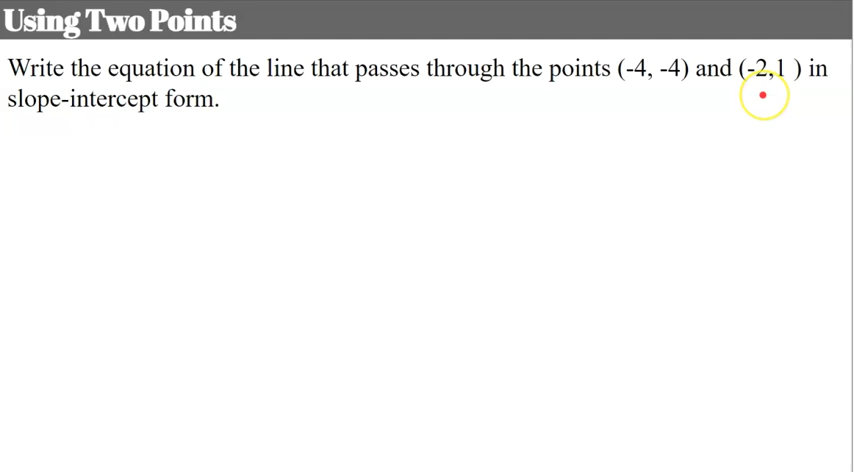 Using Two Points
Write the equation of the line that passes through the points (-4, -4) and (-2,1 ) in
slope-intercept form.